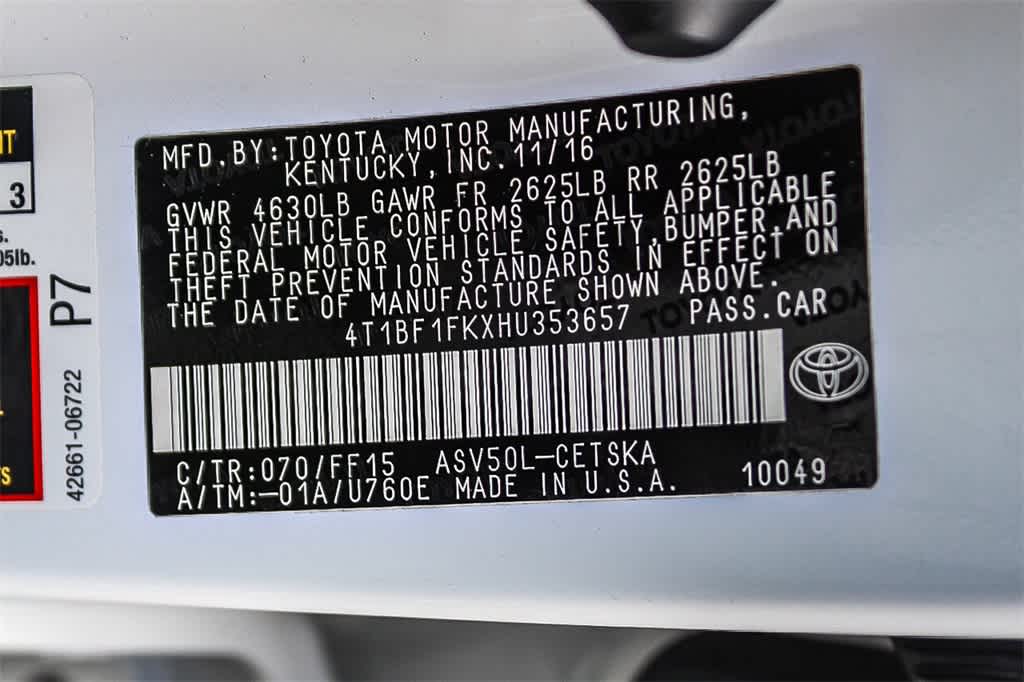 MFD.BY:TOYOTA MOTOR MANUFACTURING,
KENTUCKY,INC.11/16
GVWR 4630LB GAWR FR 2625LB RR 2625LB
THIS VEHICLE CONFORMS TO ALL APPLICABLE
FEDERAL MOTOR VEHICLE SAFETY,BUMPER,AND
THEFT PREVENTION STANDARDS IN EFFECT ON
THE DATE OF MANUFACTURE SHOWN ABOVE.
4T1BF1FKXHU353657 PASS.CAR
C/TR:070/FF15 ASV50L-CETSKA
A/TM:-01A/U760E MADE IN U.S.A. 10049
3
05lb.
P7
42661-06722